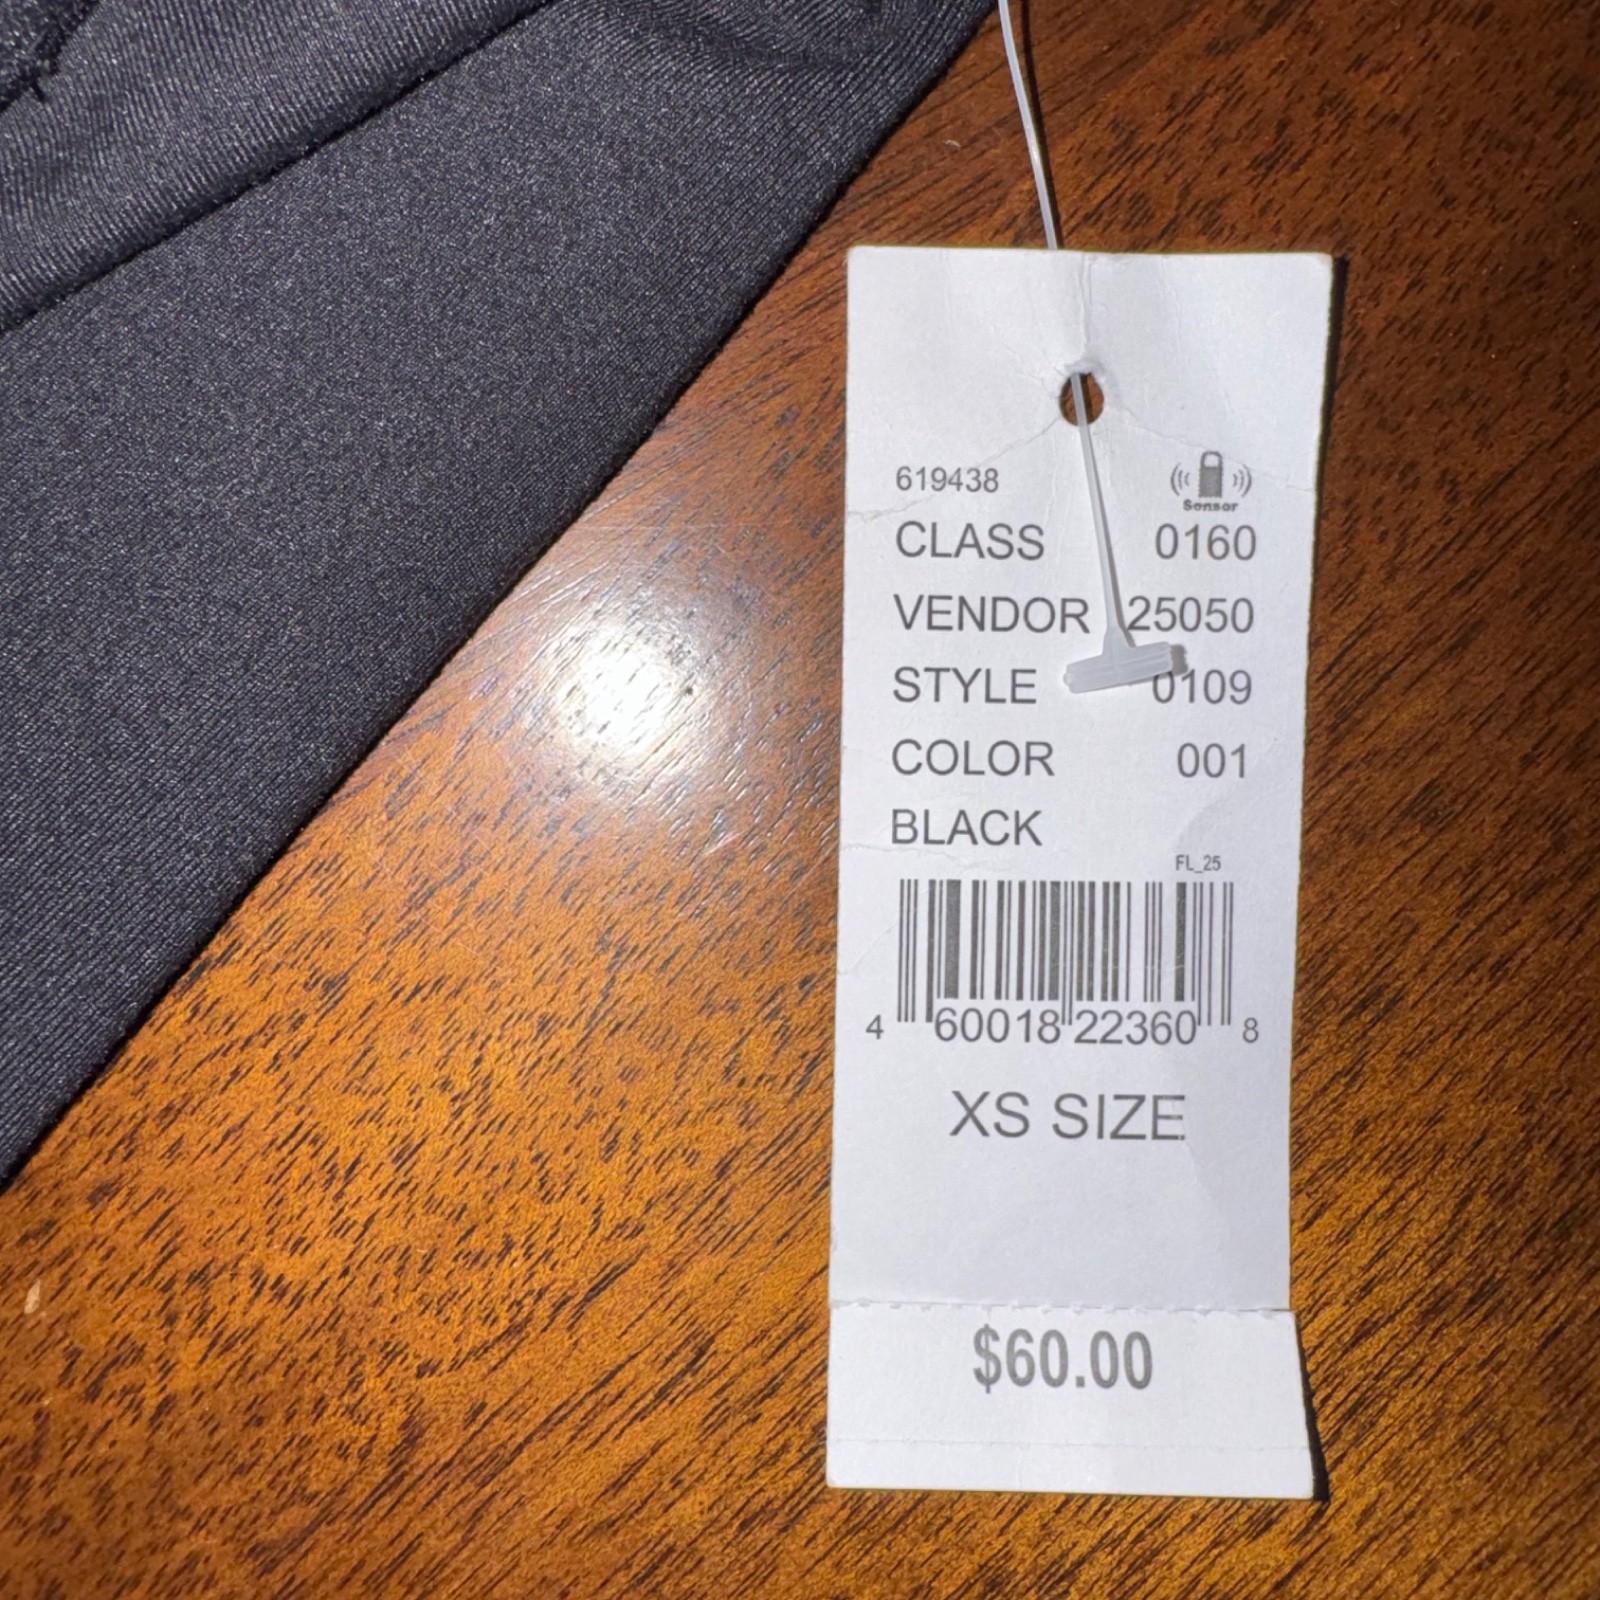 619438
Sensor
CLASS 0160
VENDOR 25050
STYLE 0109
COLOR 001
BLACK
FL_25
4 60018 22360 8
XS SIZE
$60.00